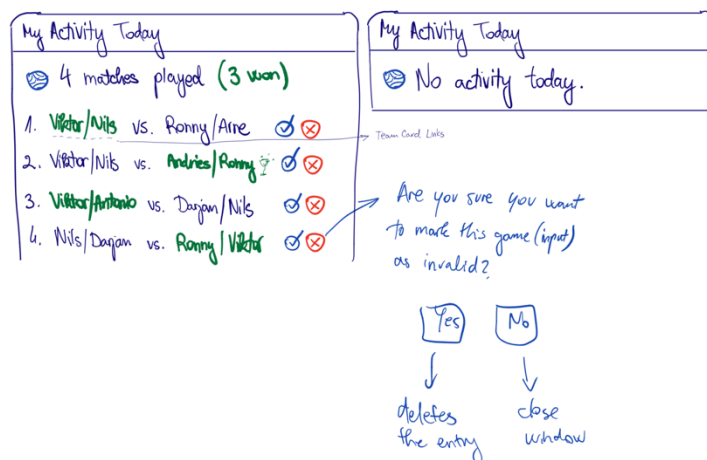 My Activity Today
4 matches played (3 won)
1. Viktor/Nils vs. Ronny/Arne
Team Card Links
2. Viktor/Nils vs. Andries/Ronny
3. Viktor/Antonio vs. Danjan/Nils
4. Nils/Danjan vs. Ronny/Viktor
My Activity Today
No activity today.
Are you sure you want
to mark this game (input)
as invalid?
Yes No
deletes
the entry
close
window